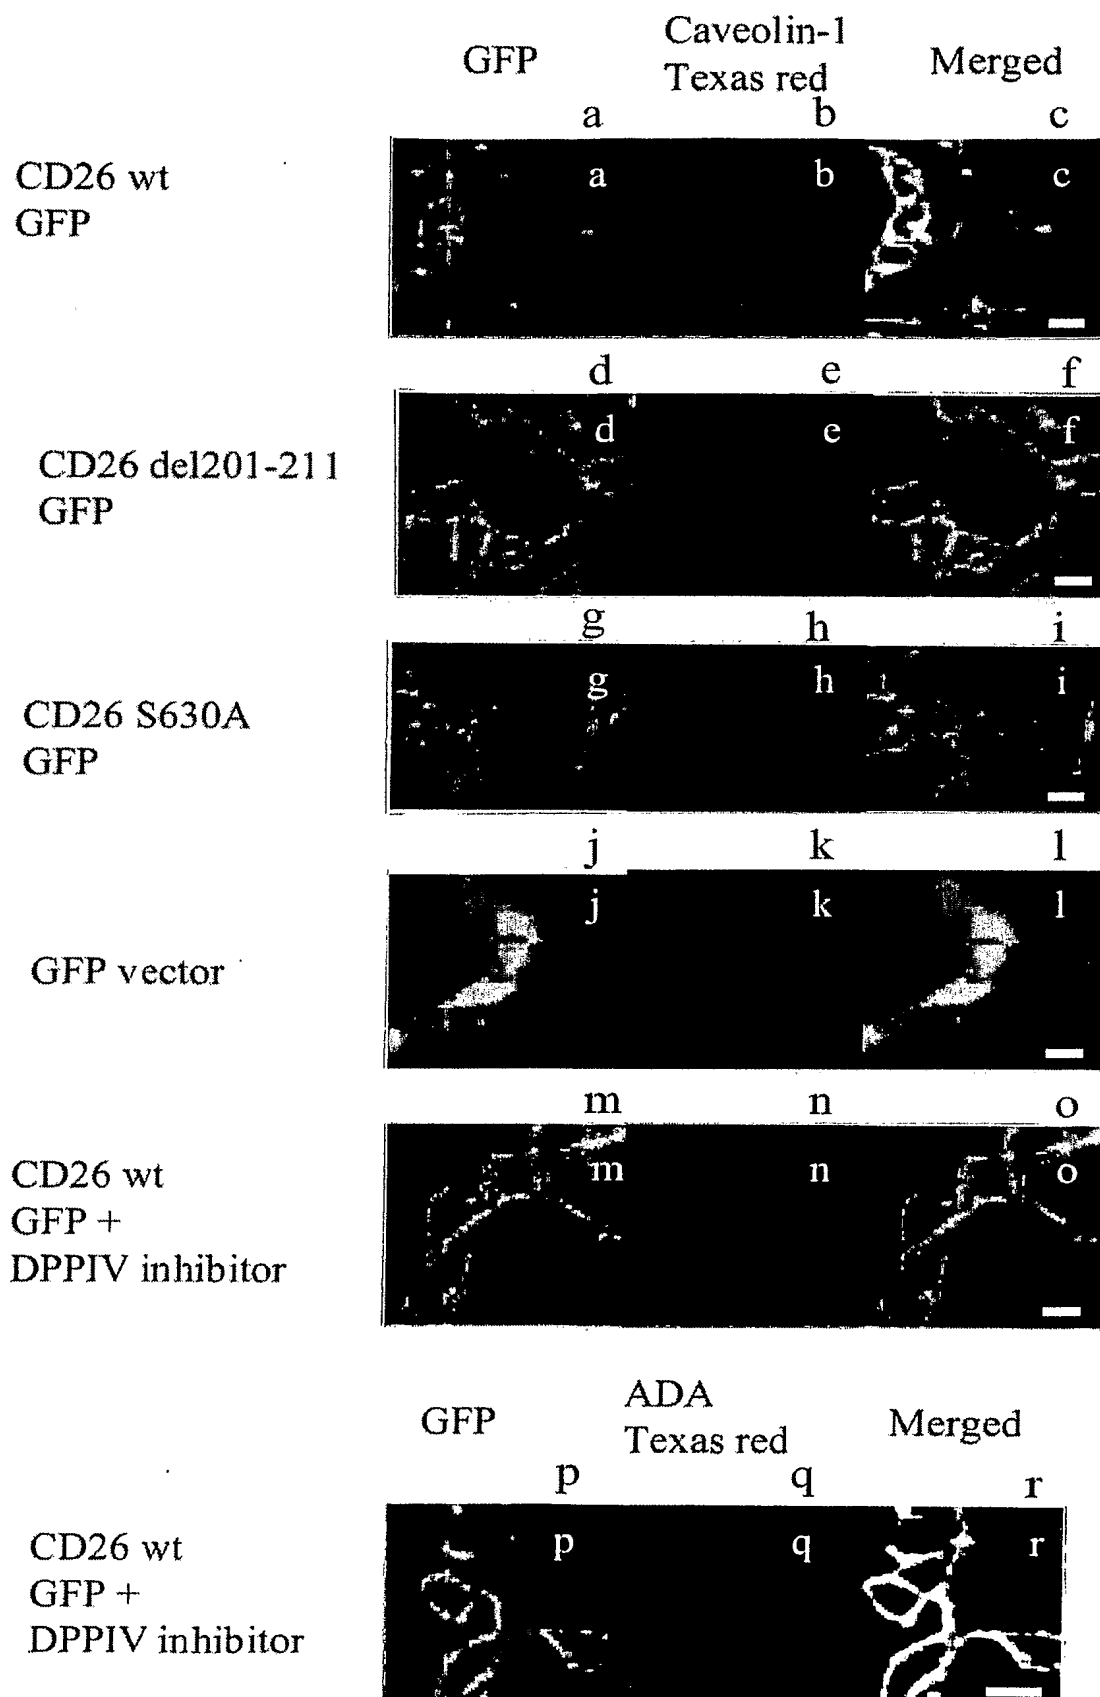 GFP
Caveolin-1
Texas red
Merged
a b c
CD26 wt
GFP
a b c
d e f
CD26 del201-211
GFP
d e f
g h i
CD26 S630A
GFP
g h i
j k l
GFP vector
j k l
m n o
CD26 wt
GFP +
DPPIV inhibitor
m n o
GFP
ADA
Texas red
Merged
p q r
CD26 wt
GFP +
DPPIV inhibitor
p q r